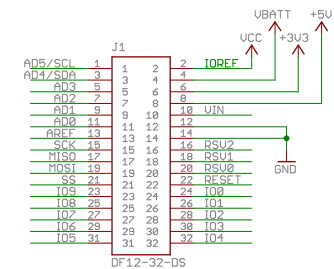 VBATT +5V
VCC +3V3
J1
AD5/SCL 1 1 2 2 IOREF
AD4/SDA 3 3 4 4
AD3 5 5 6 6
AD2 7 7 8 8
AD1 9 9 10 10 VIN
AD0 11 11 12 12
AREF 13 13 14 14
SCK 15 15 16 16 RSV2
MISO 17 17 18 18 RSV1
MOSI 19 19 20 20 RSV0
SS 21 21 22 22 RESET
IO9 23 23 24 24 IO0
IO8 25 25 26 26 IO1
IO7 27 27 28 28 IO2
IO6 29 29 30 30 IO3
IO5 31 31 32 32 IO4
GND
DF12-32-DS